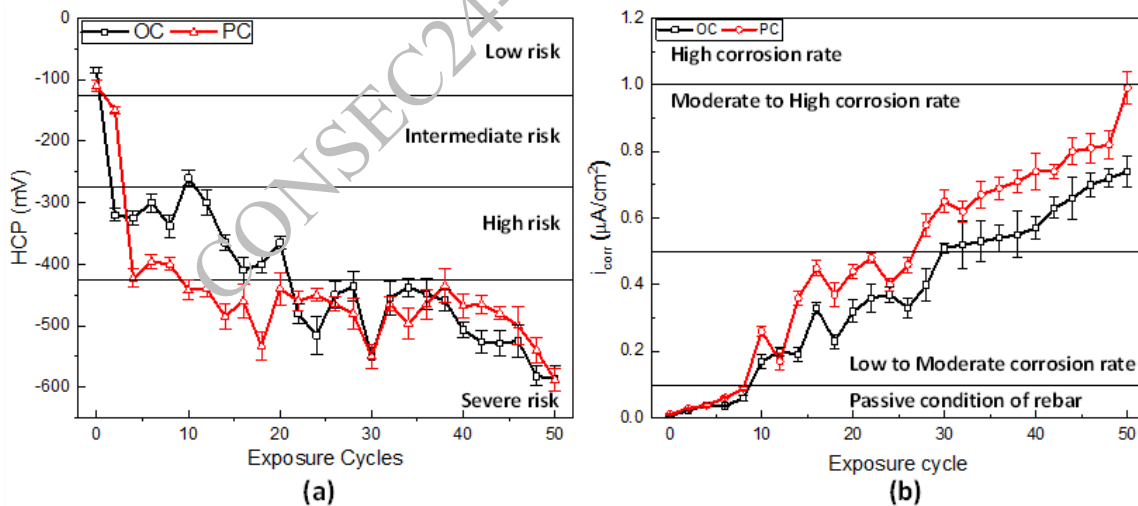 0
OC PC
Low risk
-100
Intermediate risk
-200
-300
High risk
-400
-500
-600
Severe risk
HCP (mV)
0 10 20 30 40 50
Exposure Cycles
(a)
CONSEC24
1.2
OC PC
High corrosion rate
1.0
Moderate to High corrosion rate
0.8
0.6
0.4
0.2
Low to Moderate corrosion rate
Passive condition of rebar
0.0
i_corr (µA/cm²)
0 10 20 30 40 50
Exposure cycle
(b)